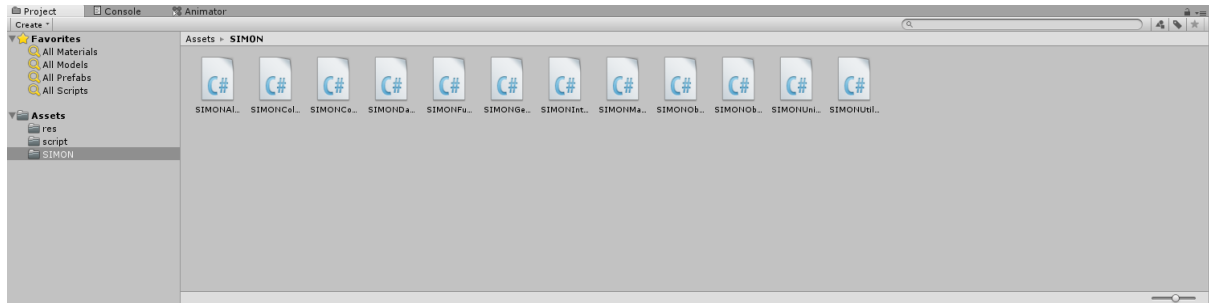 Project Console Animator
Create
Favorites Assets ▸ SIMON
All Materials
All Models
All Prefabs
All Scripts
C# C# C# C# C# C# C# C# C# C# C# C#
SIMONAl... SIMONCol... SIMONCo... SIMONDa... SIMONFu... SIMONGe... SIMONInt... SIMONMa... SIMONOb... SIMONOb... SIMONUni... SIMONUtil...
Assets
res
script
SIMON